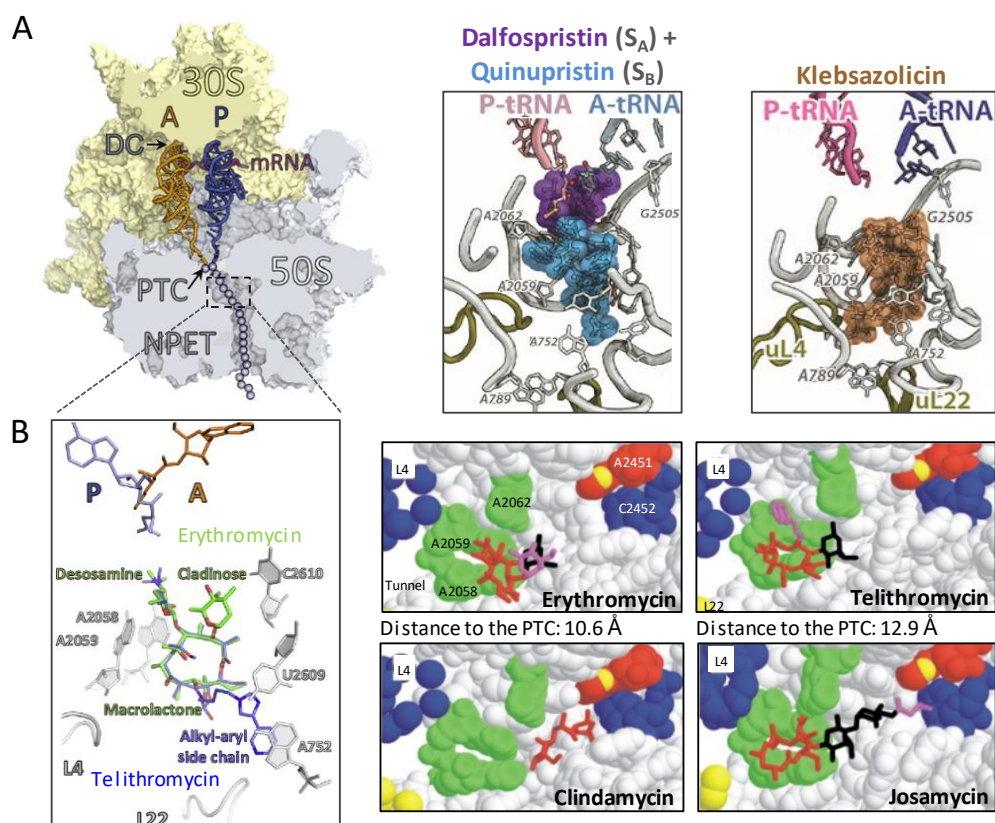 A
30S
A P
DC
mRNA
50S
PTC
NPET
Dalfospristin (SA) +
Quinupristin (SB)
P-tRNA A-tRNA
A2062
G2505
A2059
A752
A789
Klebsazolicin
P-tRNA A-tRNA
G2505
A2062
A2059
uL4
A752
A789
uL22
B
P A
Erythromycin
Desosamine Cladinose
C2610
A2058
A2059
U2609
Macrolactone
Alkyl-aryl
side chain
A752
L4
Telithromycin
L22
L4
A2451
A2062
C2452
A2059
Tunnel
A2058
Erythromycin
Distance to the PTC: 10.6 Å
L4
L22
Telithromycin
Distance to the PTC: 12.9 Å
L4
Clindamycin
L4
Josamycin